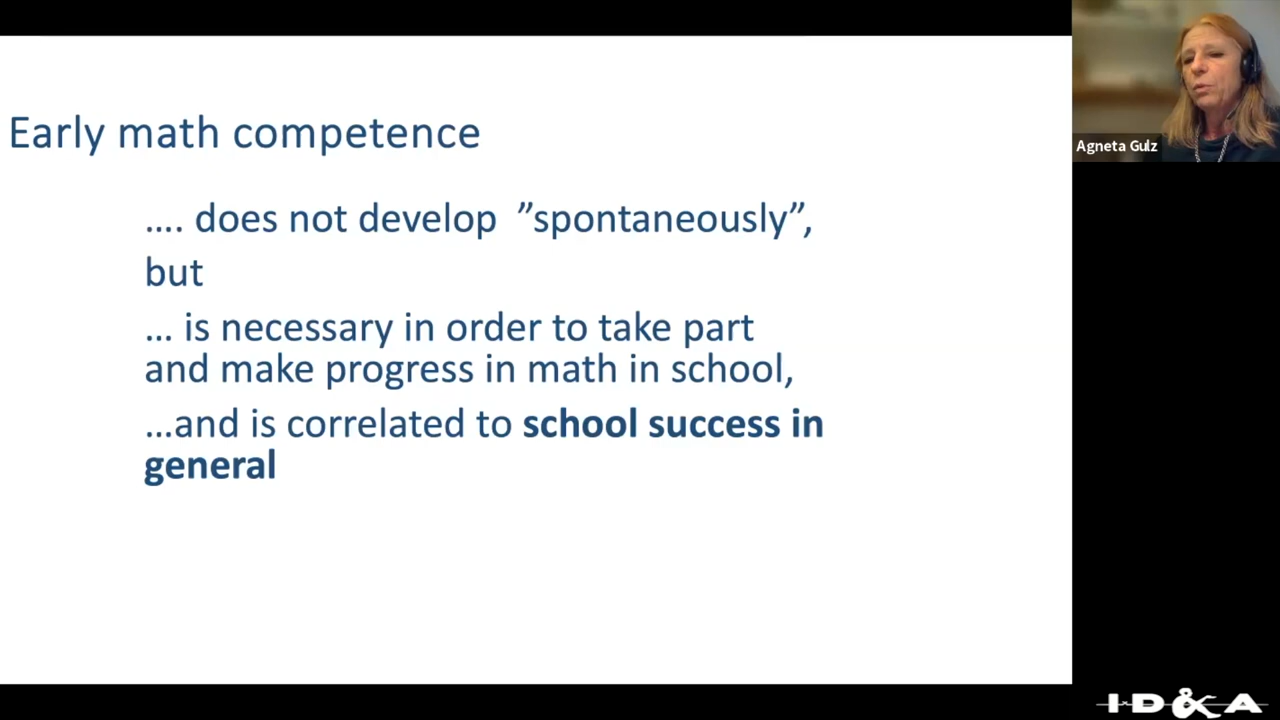 Early math competence
…. does not develop ”spontaneously”,
but
… is necessary in order to take part
and make progress in math in school,
…and is correlated to school success in
general
Agneta Gulz
ID&A